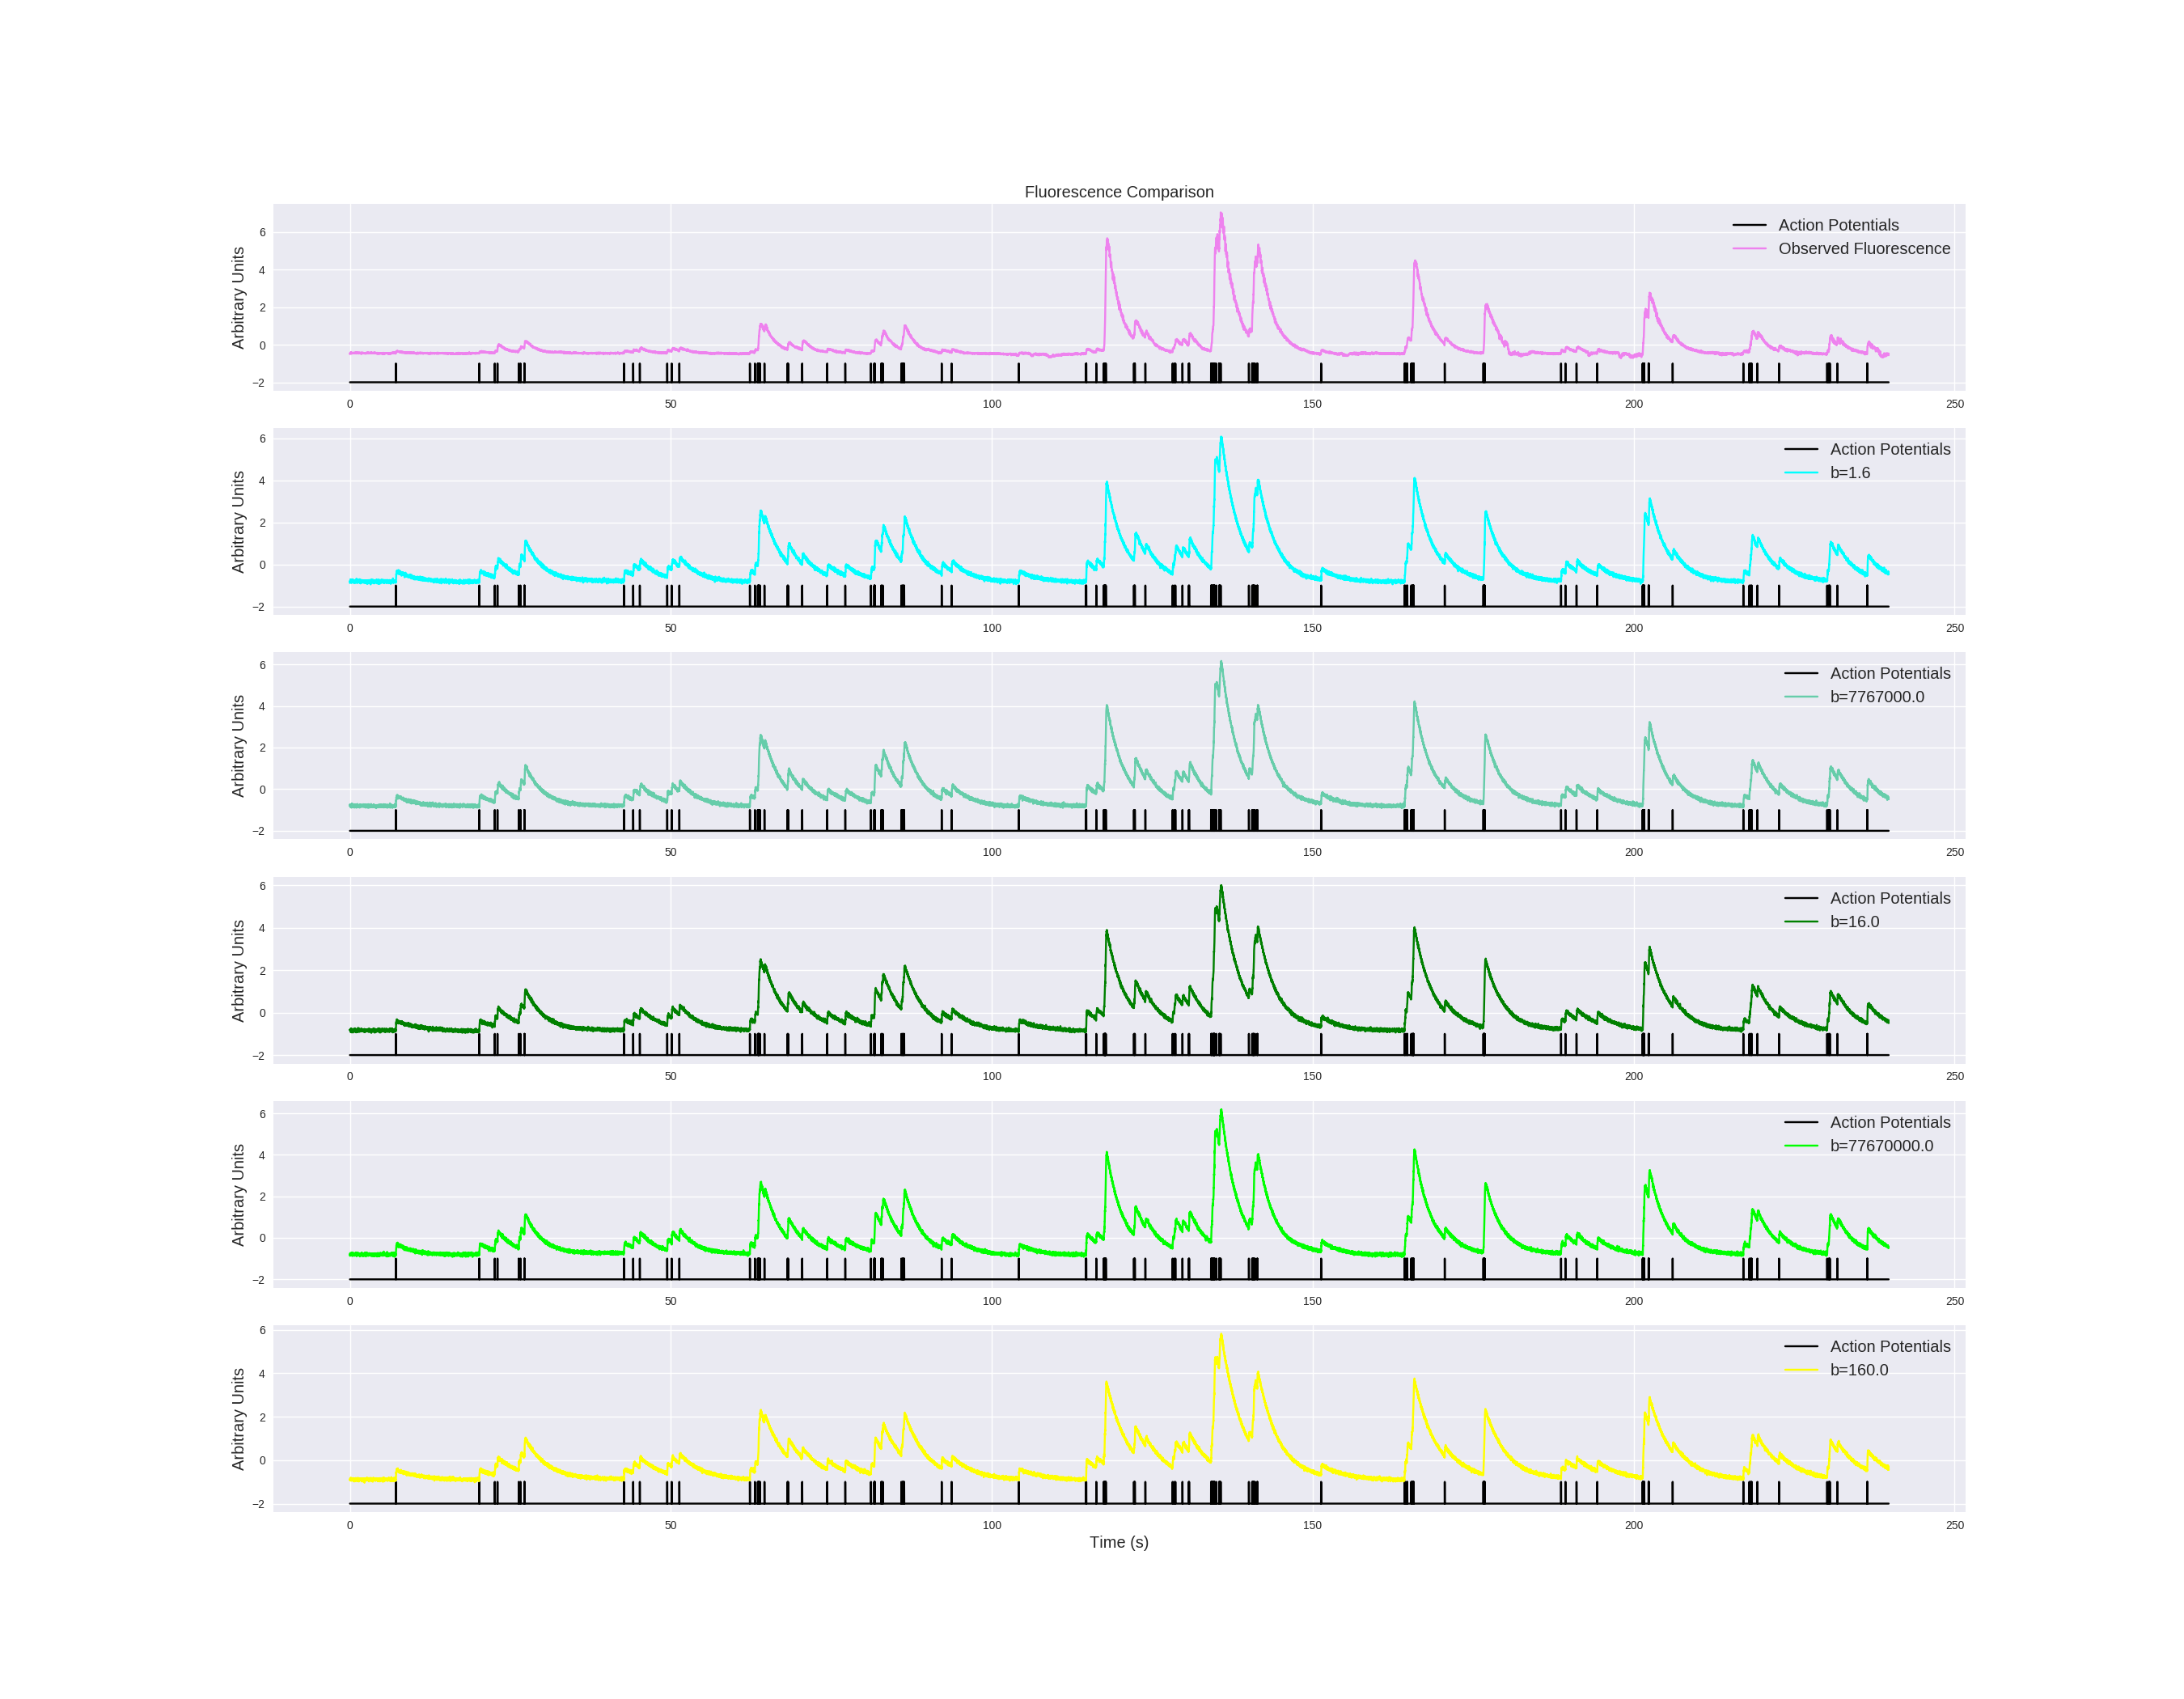 Fluorescence Comparison
Arbitrary Units
6
4
2
0
−2
Action Potentials
Observed Fluorescence
0 50 100 150 200 250
Arbitrary Units
6
4
2
0
−2
Action Potentials
b=1.6
0 50 100 150 200 250
Arbitrary Units
6
4
2
0
−2
Action Potentials
b=7767000.0
0 50 100 150 200 250
Arbitrary Units
6
4
2
0
−2
Action Potentials
b=16.0
0 50 100 150 200 250
Arbitrary Units
6
4
2
0
−2
Action Potentials
b=77670000.0
0 50 100 150 200 250
Arbitrary Units
6
4
2
0
−2
Action Potentials
b=160.0
0 50 100 150 200 250
Time (s)